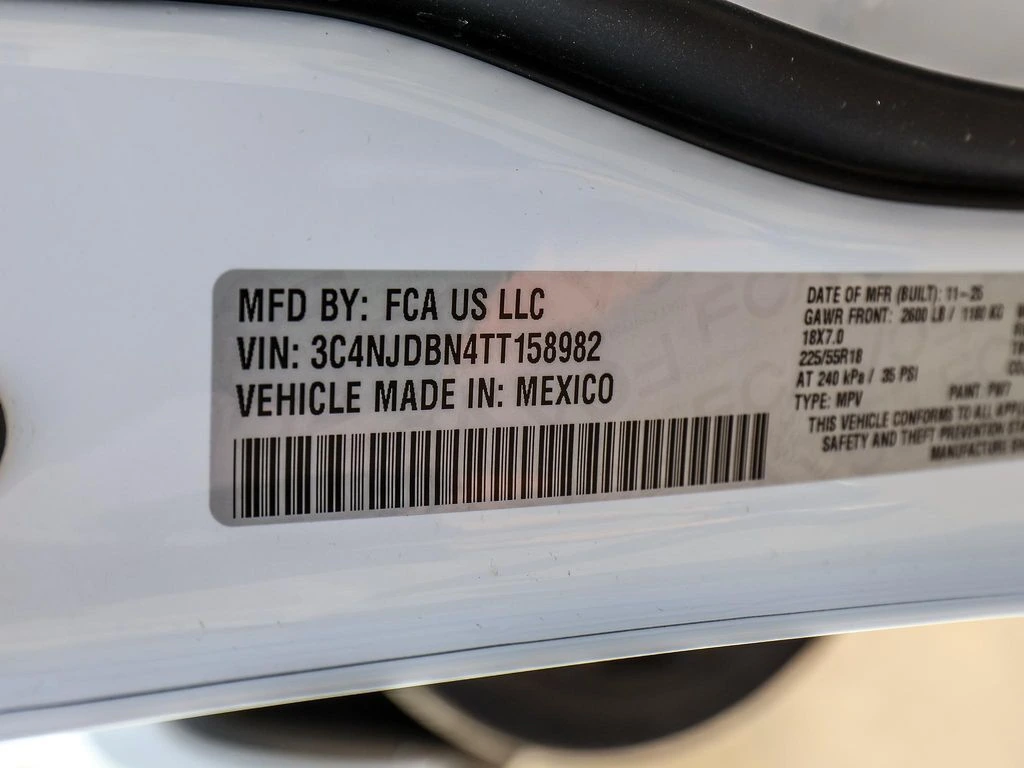 MFD BY: FCA US LLC
VIN: 3C4NJDBN4TT158982
VEHICLE MADE IN: MEXICO
DATE OF MFR (BUILT): 11-25
GAWR FRONT: 2600 LB / 1180 KG
18X7.0
225/55R18
AT 240 kPa / 35 PSI
TYPE: MPV PAINT: PW7
THIS VEHICLE CONFORMS TO ALL APPL
SAFETY AND THEFT PREVENTION STA
MANUFACTURE SH